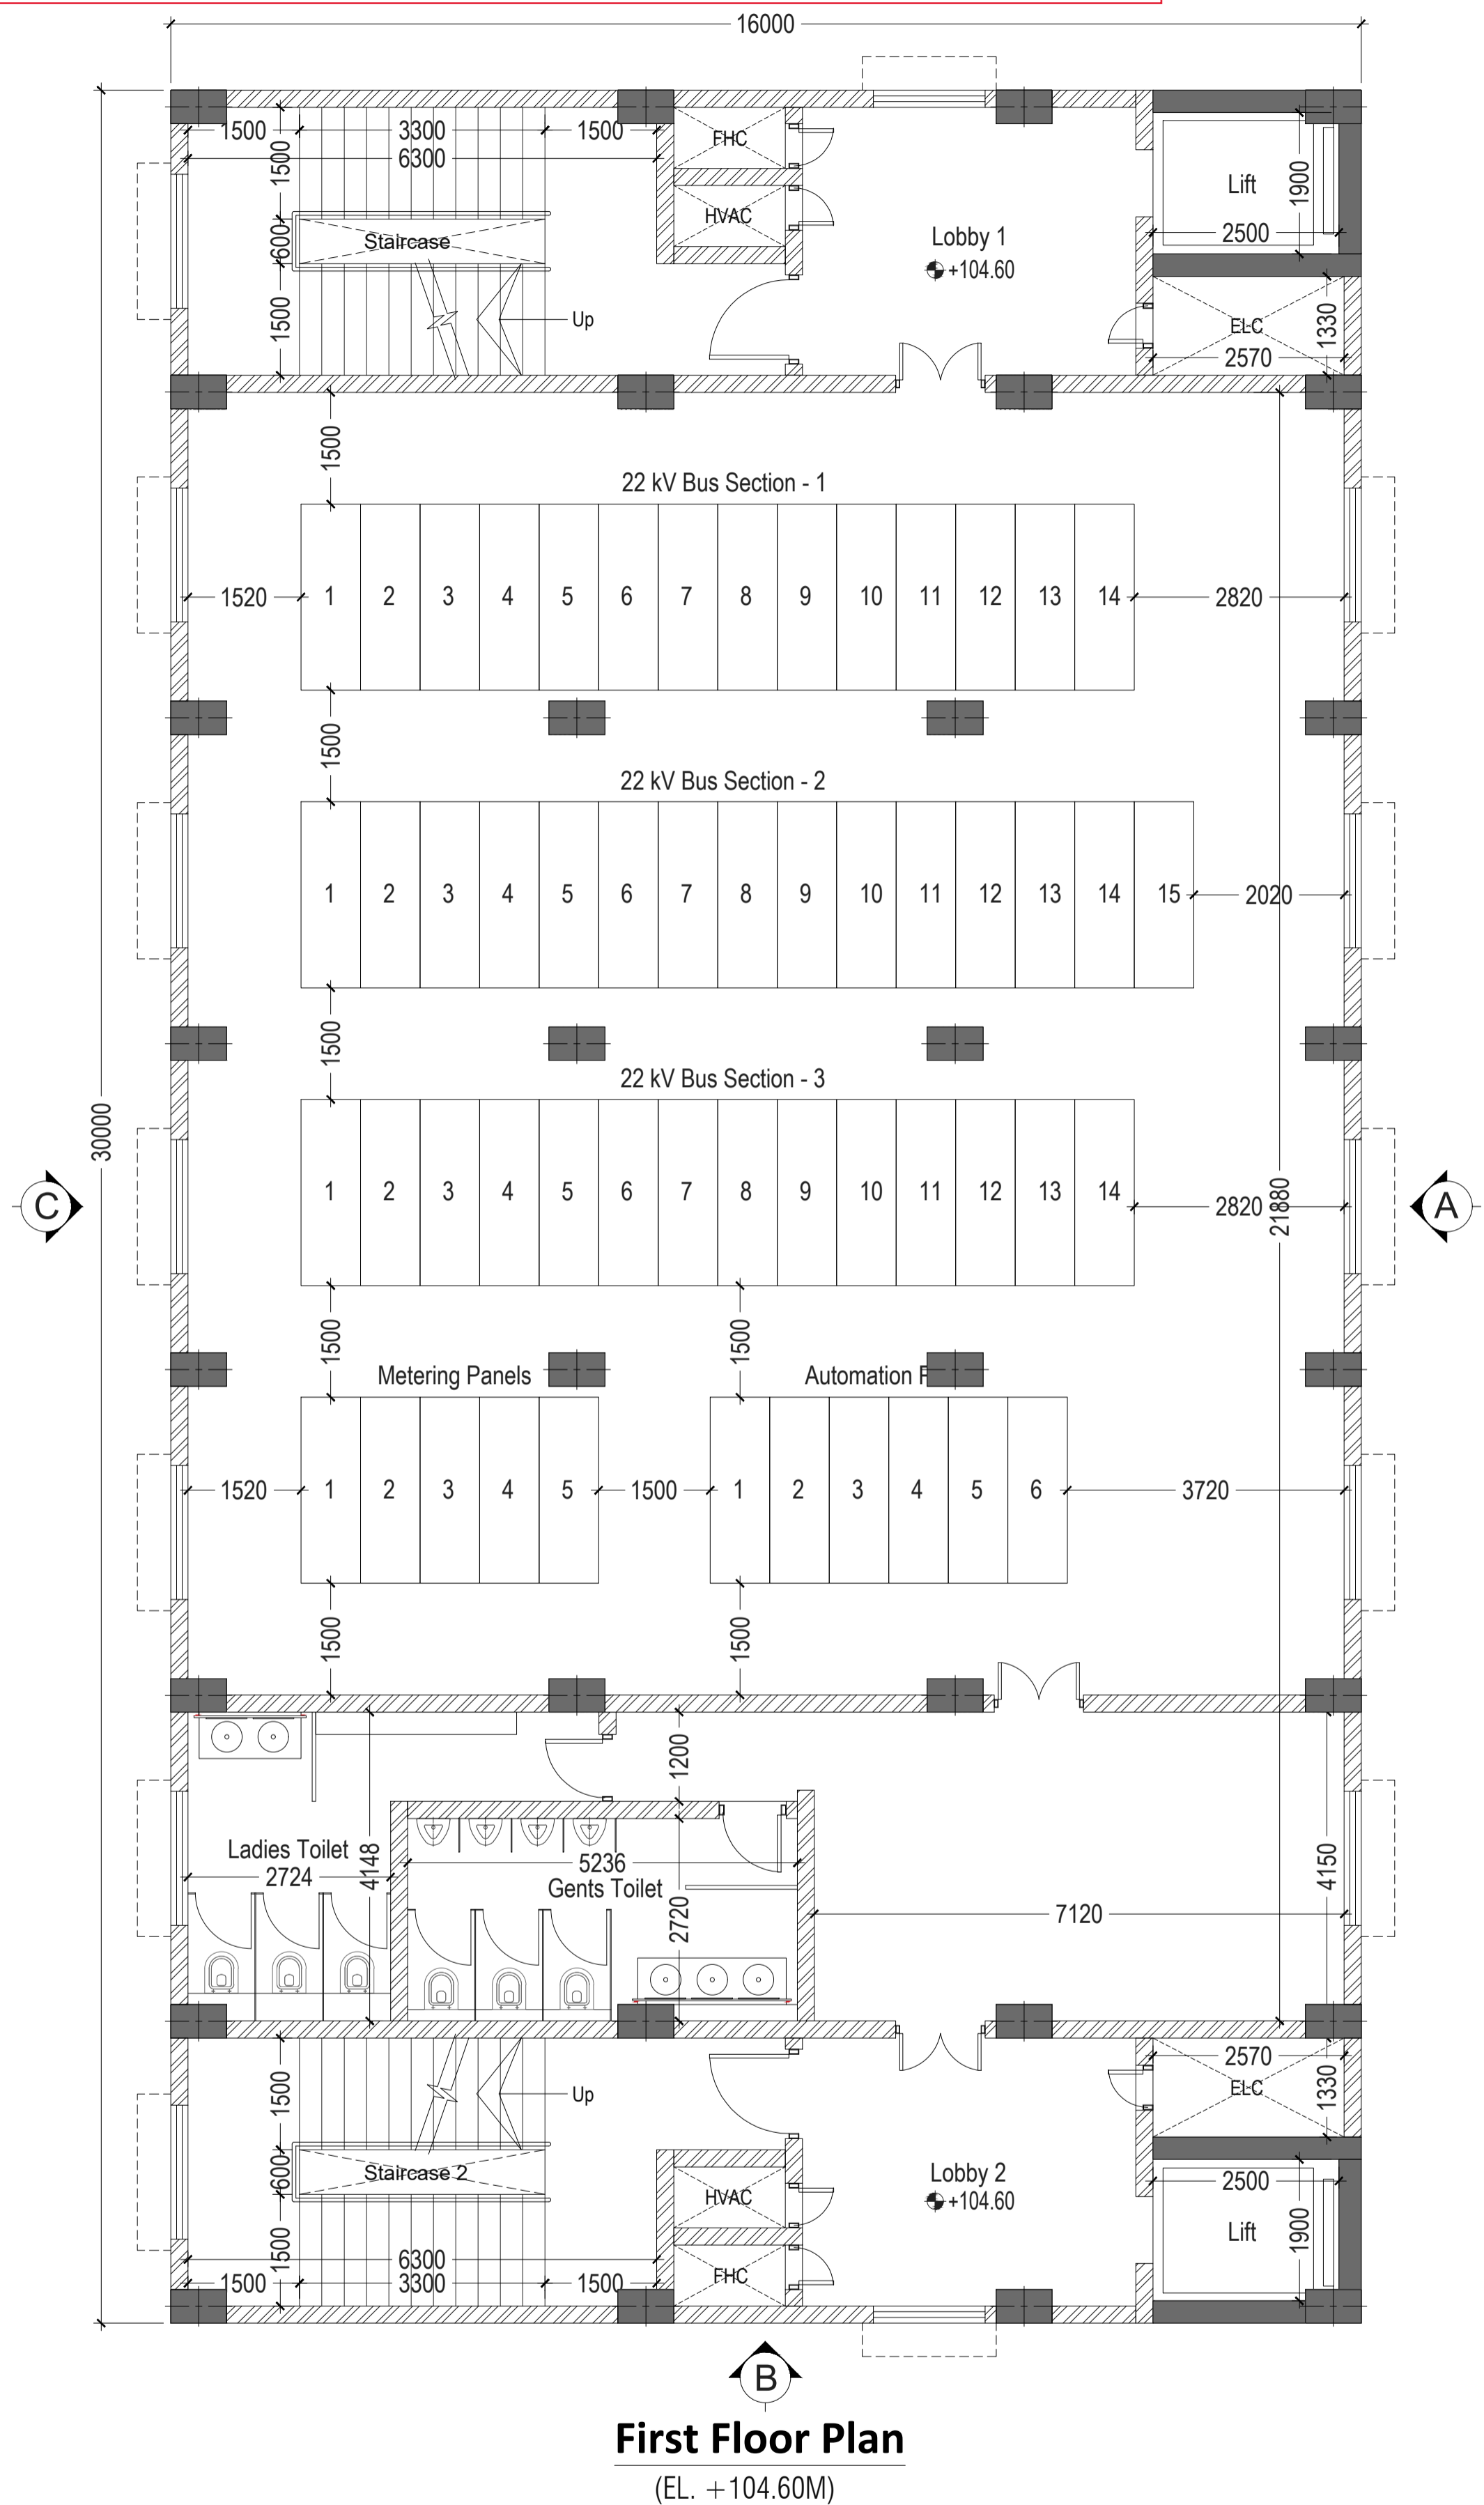 16000
1500 3300 1500
6300
1500
600
1500
Staircase
Up
FHC
HVAC
Lobby 1
+104.60
Lift
1900
2500
ELC
1330
2570
30000
21880
1500
22 kV Bus Section - 1
1520 1 2 3 4 5 6 7 8 9 10 11 12 13 14 2820
1500
22 kV Bus Section - 2
1 2 3 4 5 6 7 8 9 10 11 12 13 14 15 2020
1500
22 kV Bus Section - 3
1 2 3 4 5 6 7 8 9 10 11 12 13 14 2820
C
A
1500 1500
Metering Panels Automation
1520 1 2 3 4 5 1500 1 2 3 4 5 6 3720
1500 1500
1200
Ladies Toilet
2724
4148
5236
Gents Toilet
2720
7120
4150
1500
600
1500
Up
Staircase 2
6300
1500 3300 1500
HVAC
FHC
Lobby 2
+104.60
2570
ELC
1330
2500
Lift
1900
B
First Floor Plan
(EL. +104.60M)